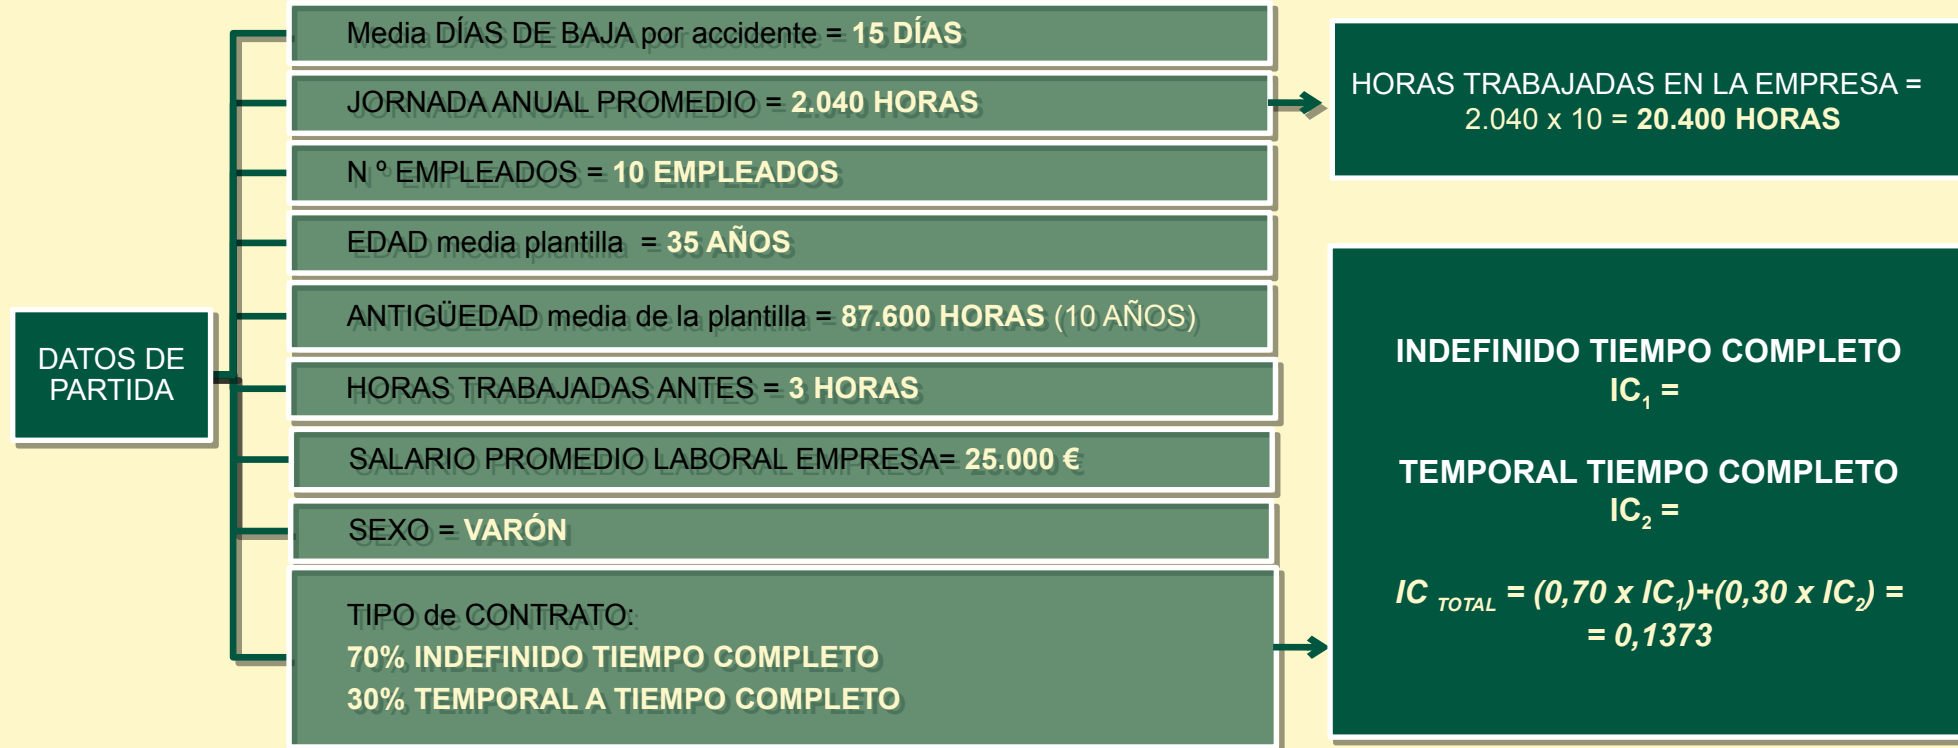 DATOS DE
PARTIDA
Media DÍAS DE BAJA por accidente = 15 DÍAS
JORNADA ANUAL PROMEDIO = 2.040 HORAS
N º EMPLEADOS = 10 EMPLEADOS
EDAD media plantilla = 35 AÑOS
ANTIGÜEDAD media de la plantilla = 87.600 HORAS (10 AÑOS)
HORAS TRABAJADAS ANTES = 3 HORAS
SALARIO PROMEDIO LABORAL EMPRESA= 25.000 €
SEXO = VARÓN
TIPO de CONTRATO:
70% INDEFINIDO TIEMPO COMPLETO
30% TEMPORAL A TIEMPO COMPLETO
HORAS TRABAJADAS EN LA EMPRESA =
2.040 x 10 = 20.400 HORAS
INDEFINIDO TIEMPO COMPLETO
IC1 =
TEMPORAL TIEMPO COMPLETO
IC2 =
IC TOTAL = (0,70 x IC1)+(0,30 x IC2) =
= 0,1373